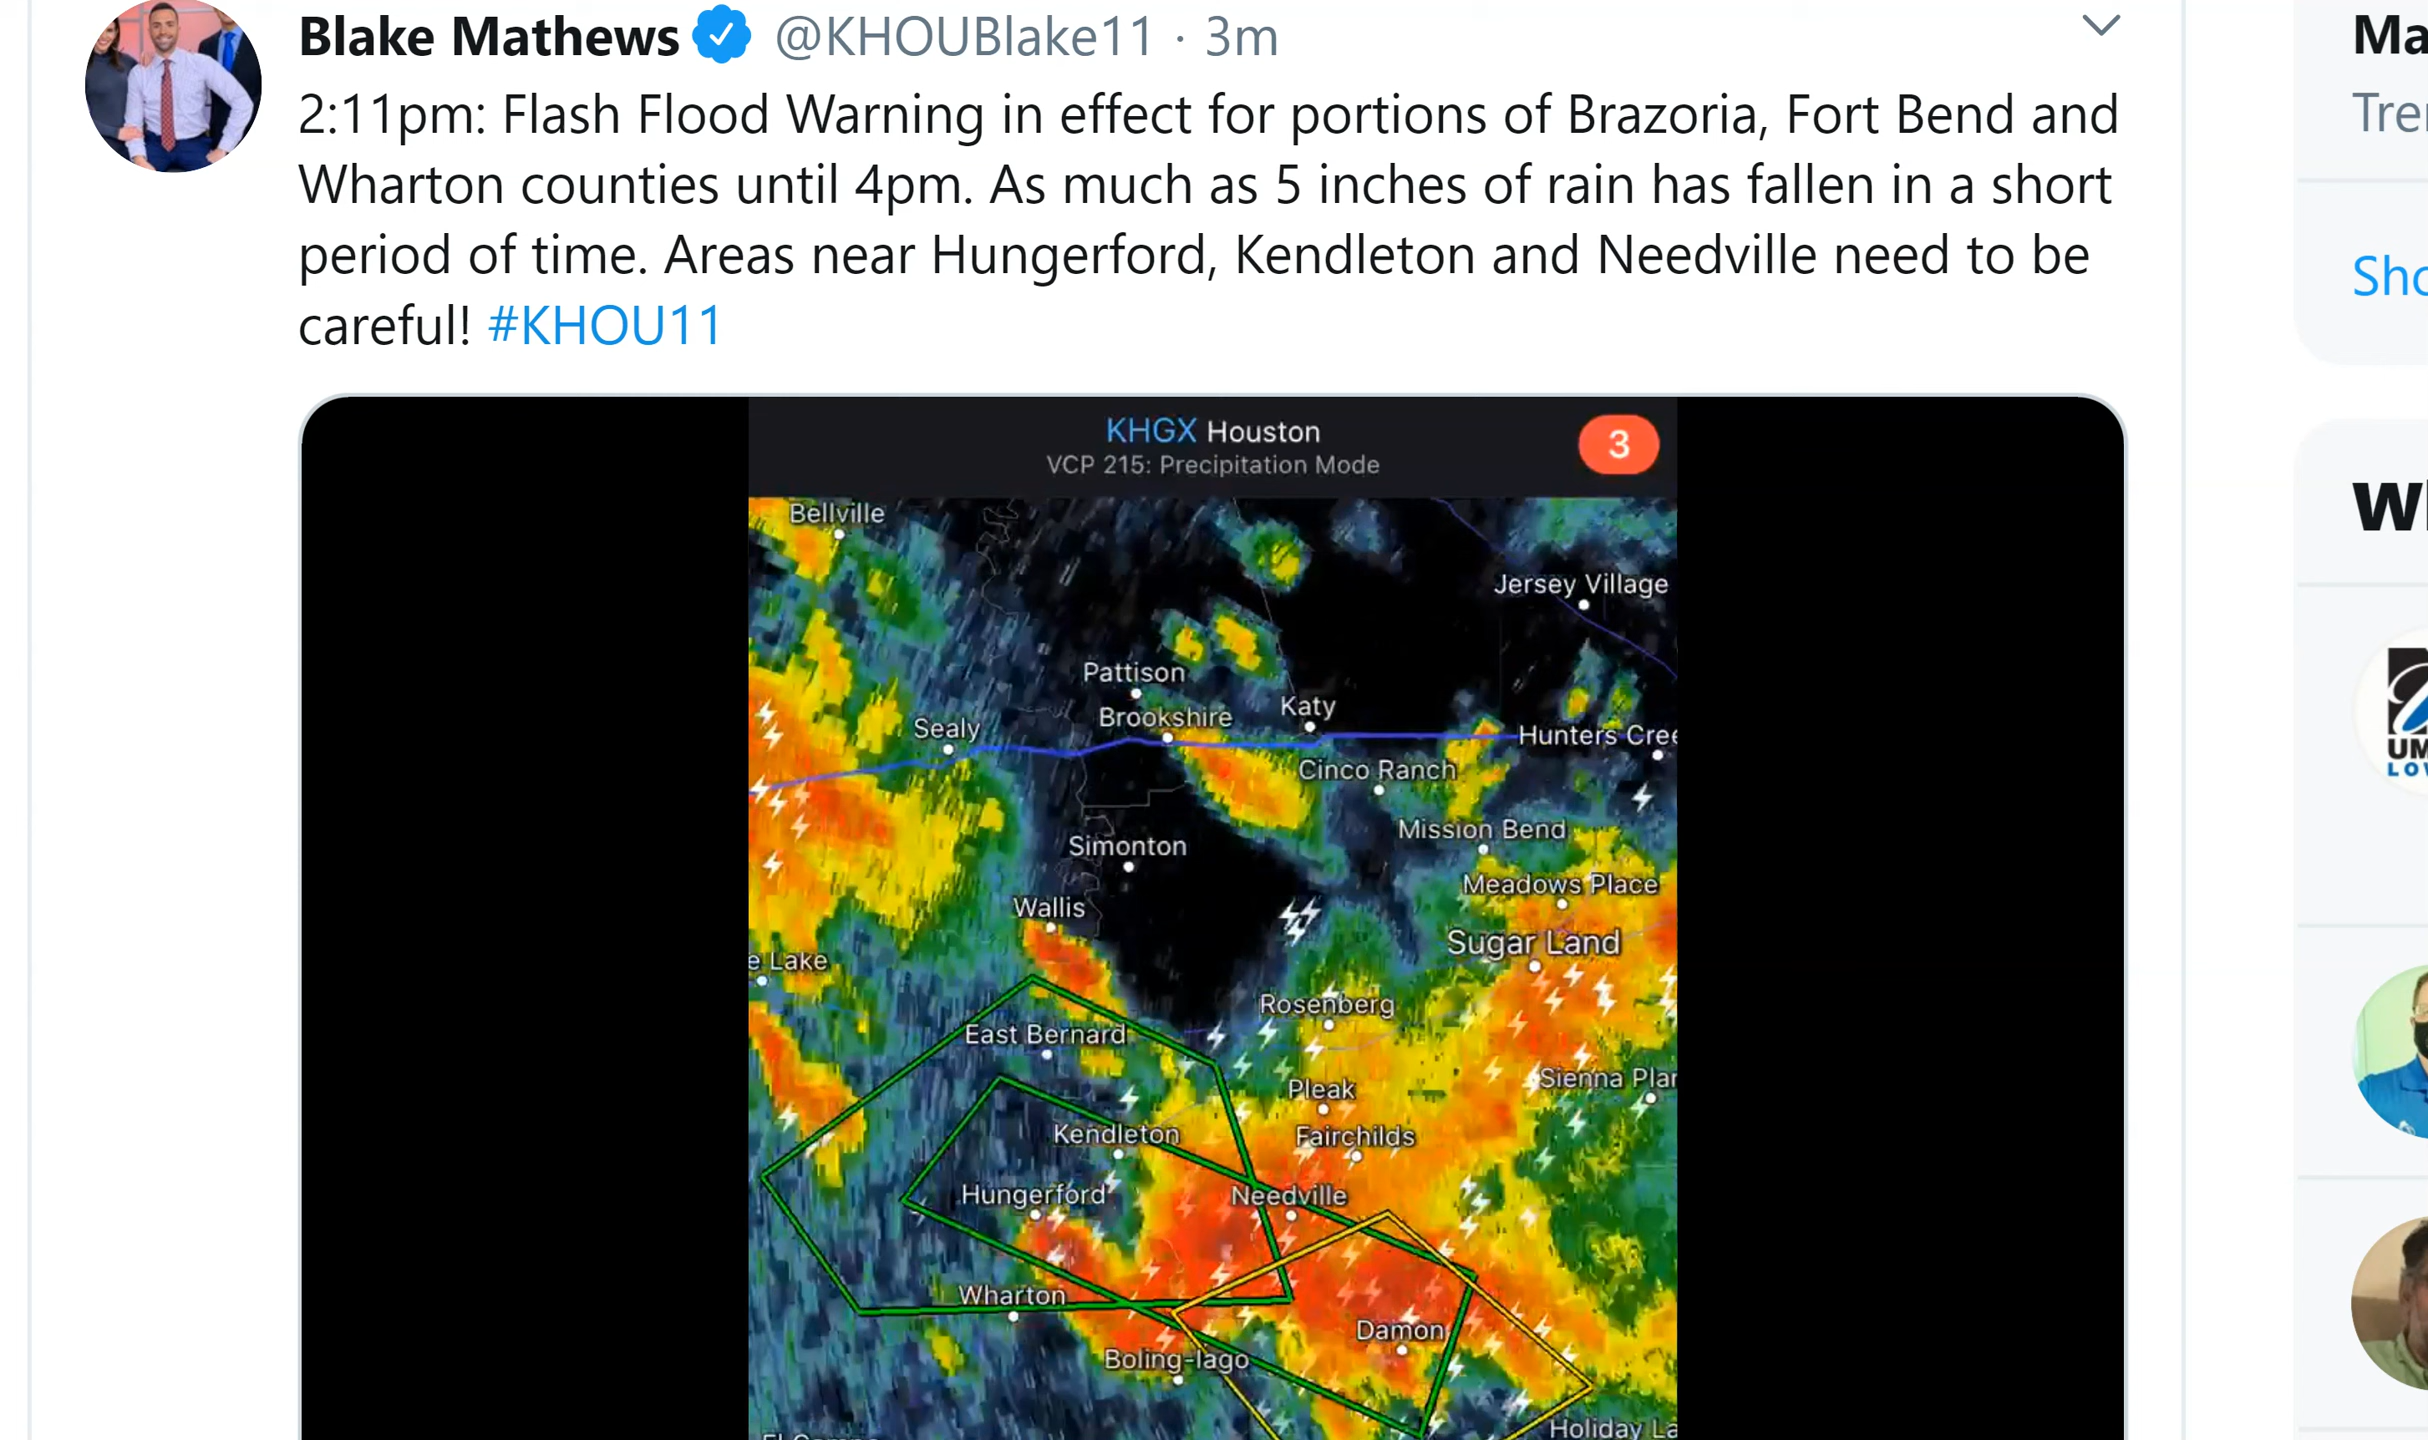 Blake Mathews @KHOUBlake11 · 3m
2:11pm: Flash Flood Warning in effect for portions of Brazoria, Fort Bend and
Wharton counties until 4pm. As much as 5 inches of rain has fallen in a short
period of time. Areas near Hungerford, Kendleton and Needville need to be
careful! #KHOU11
KHGX Houston
VCP 215: Precipitation Mode
3
Bellville
Jersey Village
Pattison
Brookshire
Katy
Sealy
Hunters Cree
Cinco Ranch
Mission Bend
Simonton
Meadows Place
Wallis
Sugar Land
e Lake
Rosenberg
East Bernard
Sienna Plan
Pleak
Kendleton
Fairchilds
Hungerford
Needville
Wharton
Damon
Boling-Iago
Holiday La
Ma
Tre
Sho
UM
LOW